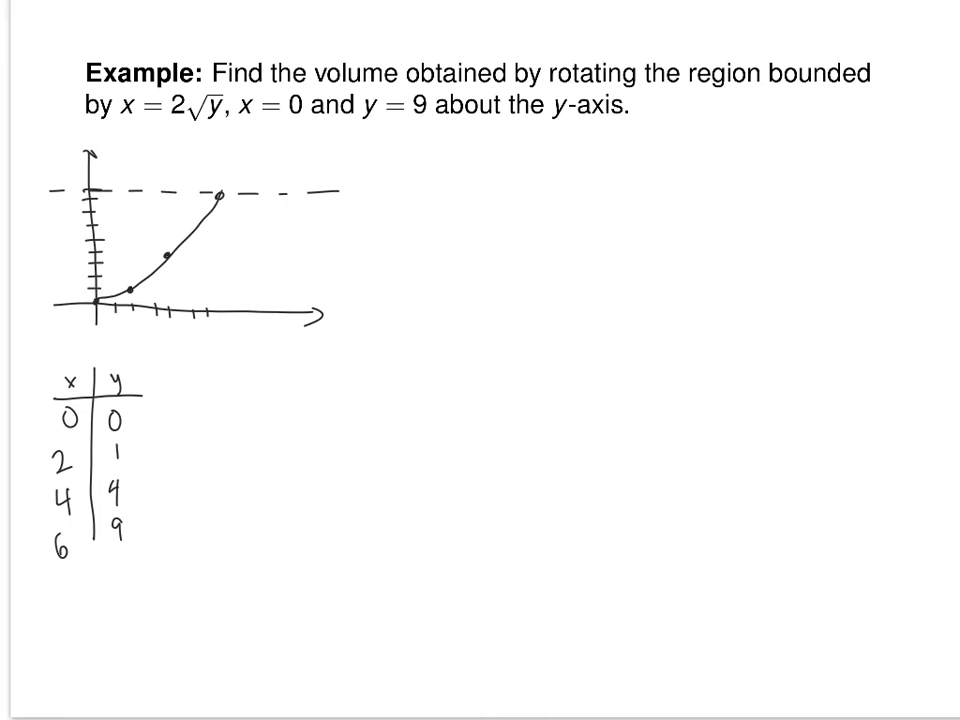 Example: Find the volume obtained by rotating the region bounded
by x = 2√y, x = 0 and y = 9 about the y-axis.
x y
0 0
2 1
4 4
6 9